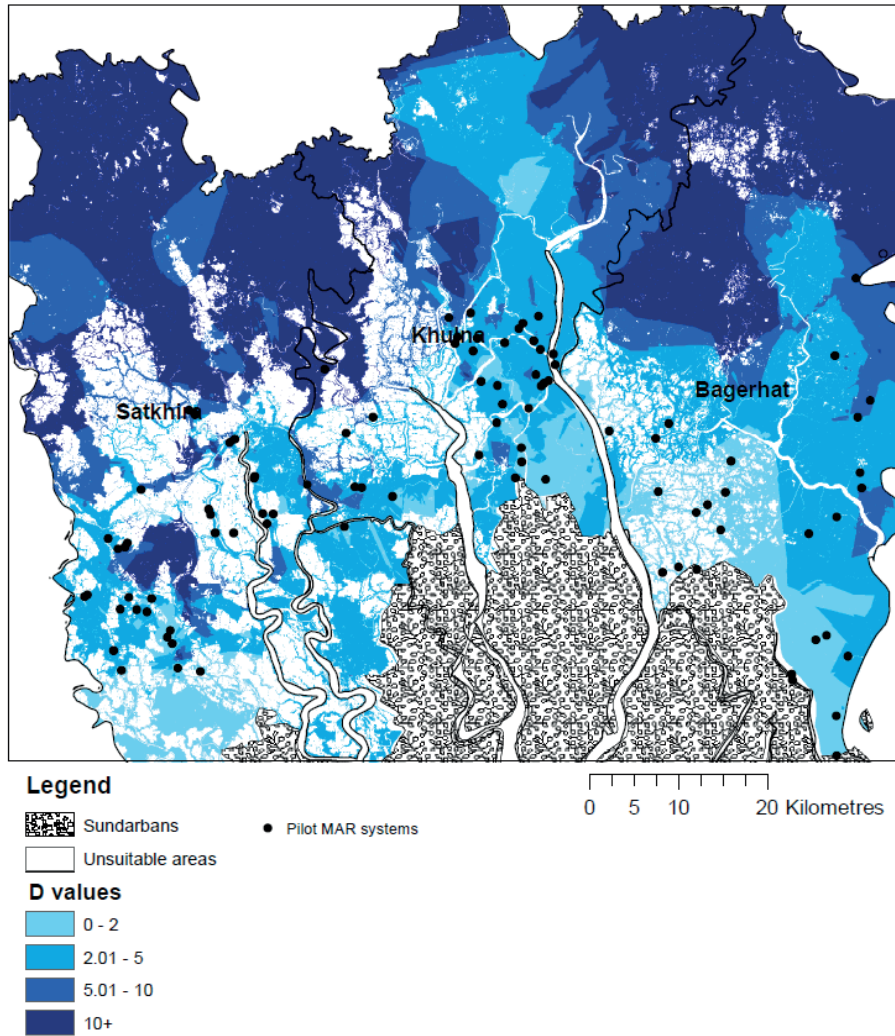 Khulna
Satkhira
Bagerhat
Legend
Sundarbans
Pilot MAR systems
Unsuitable areas
0 5 10 20 Kilometres
D values
0 - 2
2.01 - 5
5.01 - 10
10+